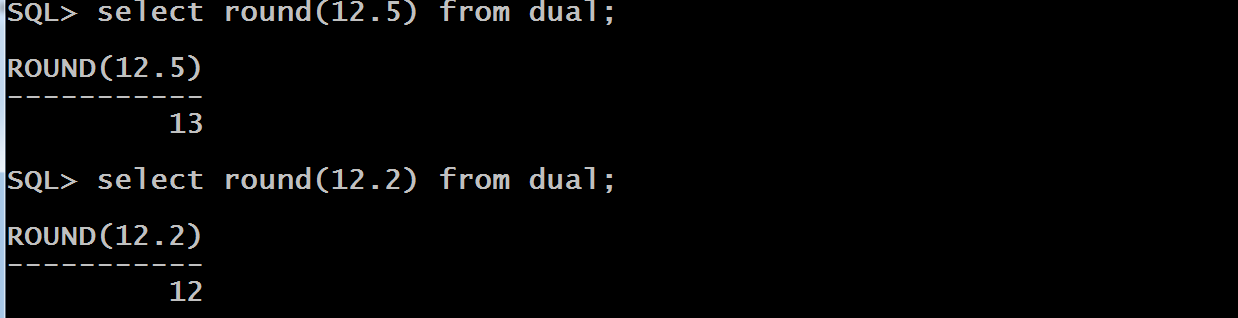 SQL> select round(12.5) from dual;
ROUND(12.5)
-----------
13
SQL> select round(12.2) from dual;
ROUND(12.2)
-----------
12